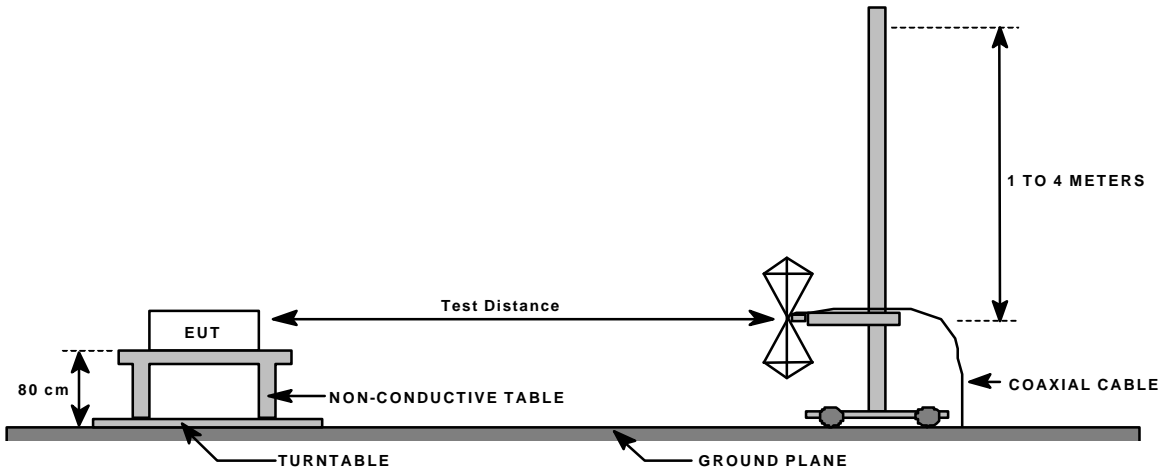 1 TO 4 METERS
Test Distance
EUT
80 cm
NON-CONDUCTIVE TABLE
COAXIAL CABLE
TURNTABLE
GROUND PLANE